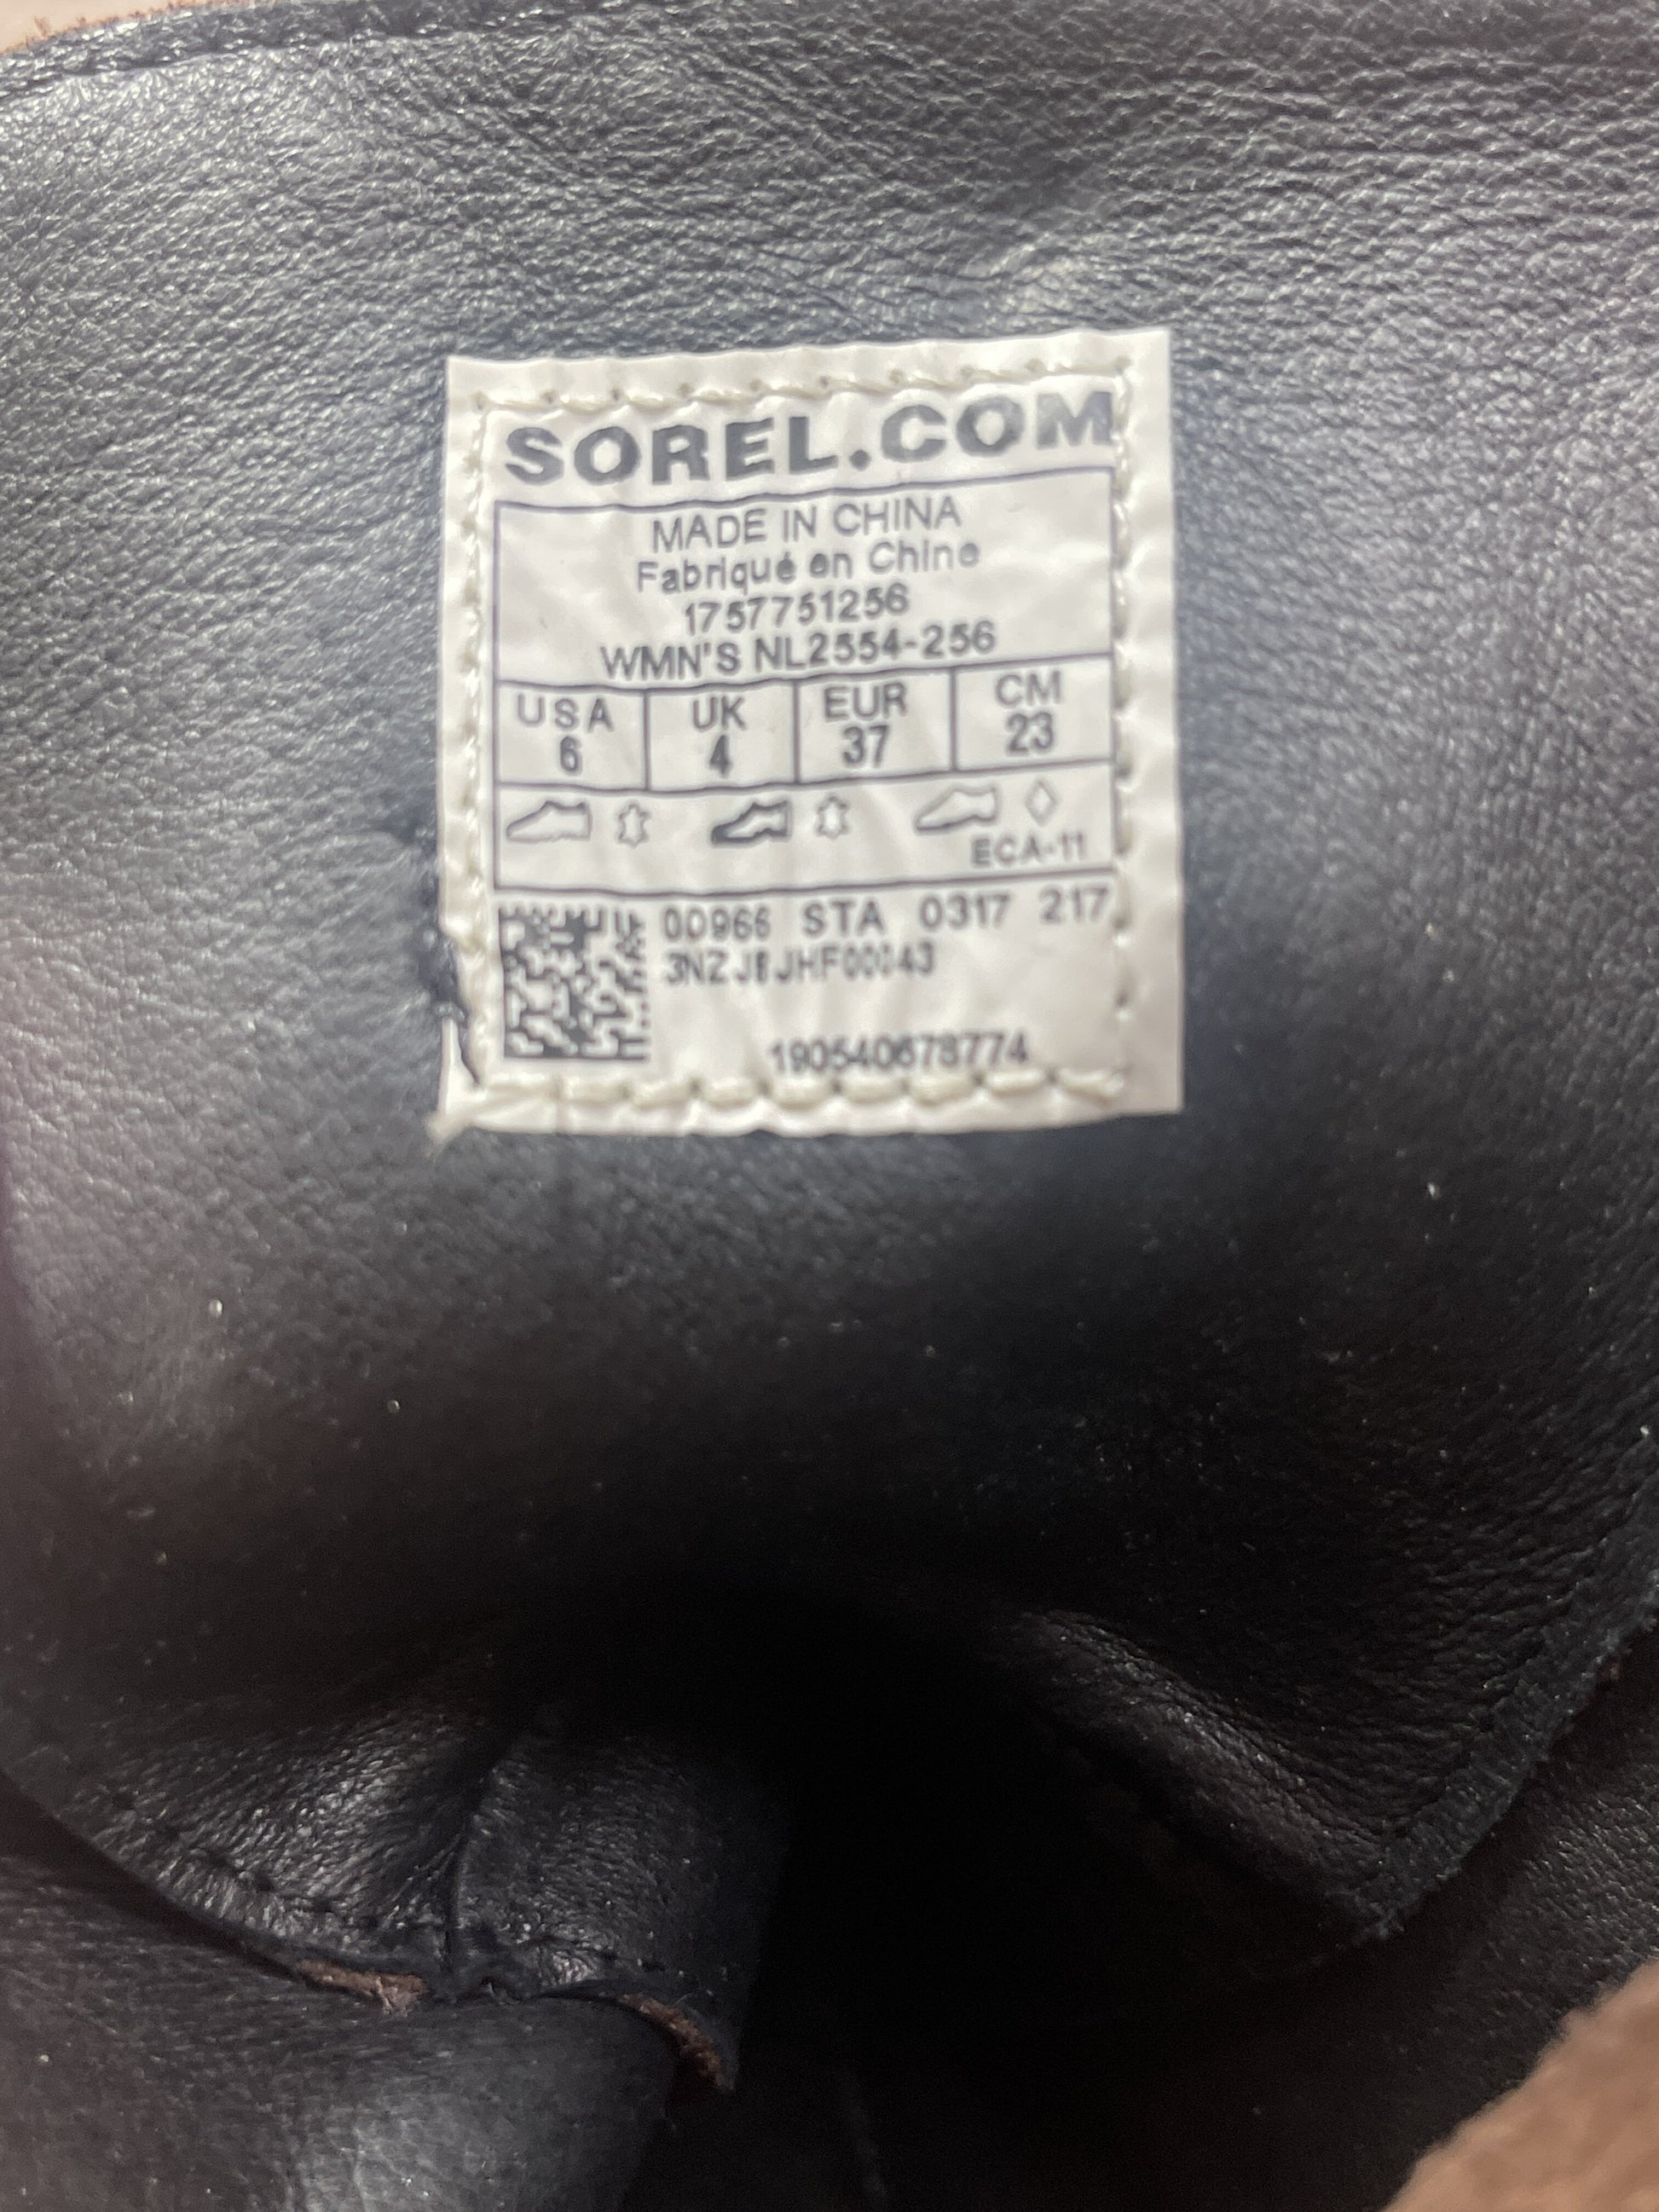 SOREL.COM
MADE IN CHINA
Fabriqué en Chine
1757751256
WMN'S NL2554-256
USA UK EUR CM
6 4 37 23
ECA-11
00966 STA 0317 217
190540678774